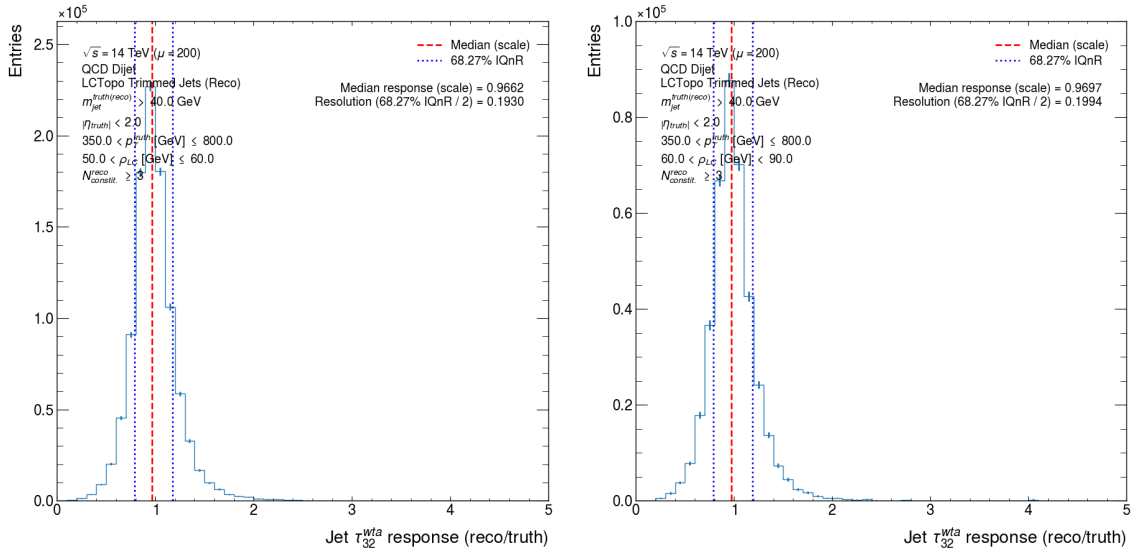 ×10⁵
Entries
2.5
2.0
1.5
1.0
0.5
0.0
0
1
2
3
4
5
√s = 14 TeV (μ = 200)
QCD Dijet
LCTopo Trimmed Jets (Reco)
m_jet^truth(reco) > 40.0 GeV
|η_truth| < 2.0
350.0 < p_T^truth [GeV] ≤ 800.0
50.0 < ρ_LC [GeV] ≤ 60.0
N_constit.^reco ≥ 3
Median (scale)
68.27% IQnR
Median response (scale) = 0.9662
Resolution (68.27% IQnR / 2) = 0.1930
Jet τ_32^wta response (reco/truth)
×10⁵
Entries
1.0
0.8
0.6
0.4
0.2
0.0
0
1
2
3
4
5
√s = 14 TeV (μ = 200)
QCD Dijet
LCTopo Trimmed Jets (Reco)
m_jet^truth(reco) > 40.0 GeV
|η_truth| < 2.0
350.0 < p_T^truth [GeV] ≤ 800.0
60.0 < ρ_LC [GeV] < 90.0
N_constit.^reco ≥ 3
Median (scale)
68.27% IQnR
Median response (scale) = 0.9697
Resolution (68.27% IQnR / 2) = 0.1994
Jet τ_32^wta response (reco/truth)